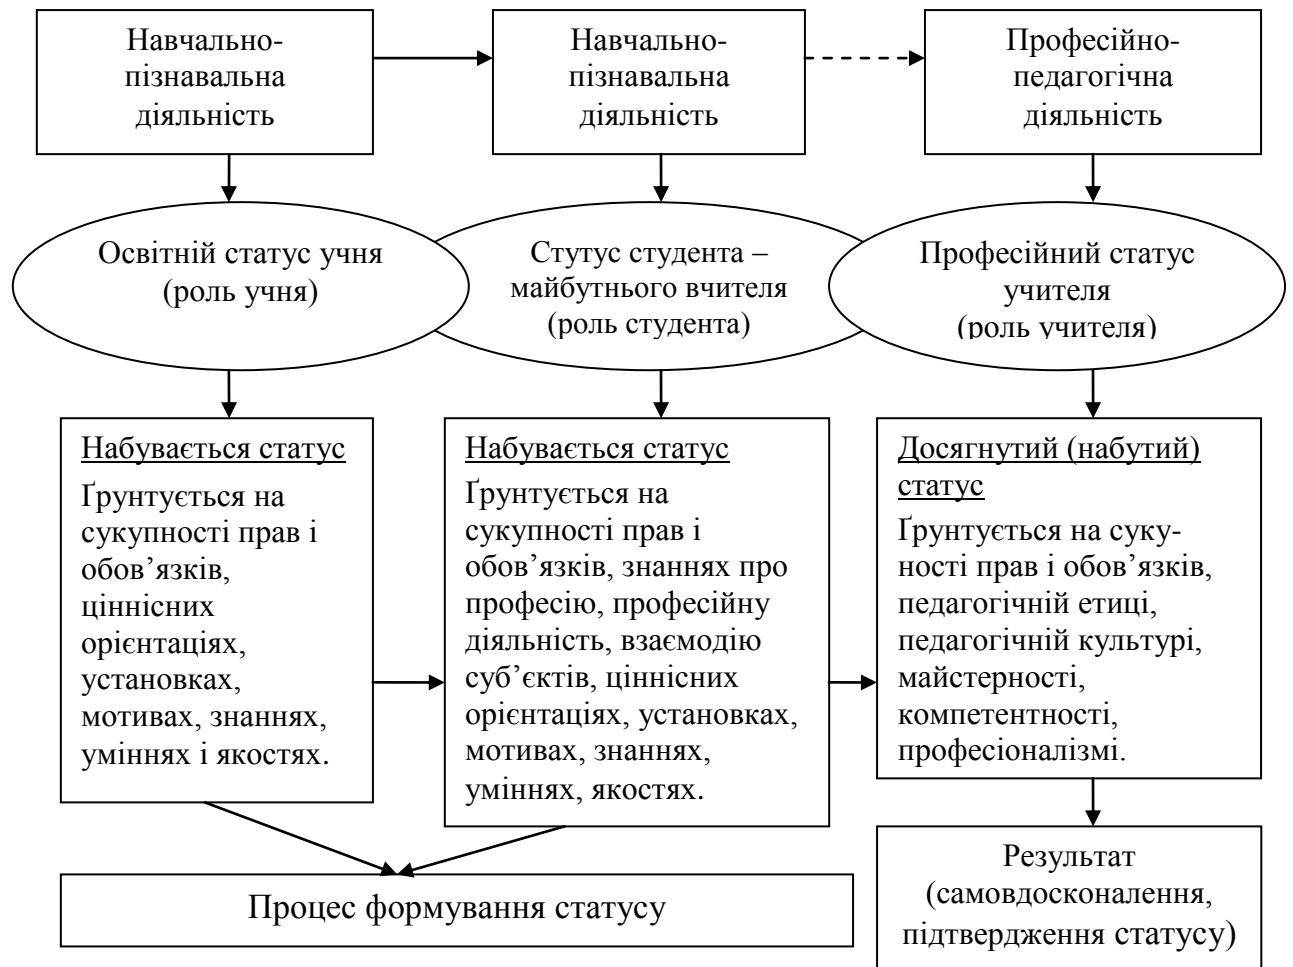 Навчально-
пізнавальна
діяльність
Навчально-
пізнавальна
діяльність
Професійно-
педагогічна
діяльність
Освітній статус учня
(роль учня)
Стутус студента –
майбутнього вчителя
(роль студента)
Професійний статус
учителя
(роль учителя)
Набувається статус
Ґрунтується на
сукупності прав і
обов’язків,
ціннісних
орієнтаціях,
установках,
мотивах, знаннях,
уміннях і якостях.
Набувається статус
Ґрунтується на
сукупності прав і
обов’язків, знаннях про
професію, професійну
діяльність, взаємодію
суб’єктів, ціннісних
орієнтаціях, установках,
мотивах, знаннях,
уміннях, якостях.
Досягнутий (набутий)
статус
Ґрунтується на суку-
ності прав і обов’язків,
педагогічній етиці,
педагогічній культурі,
майстерності,
компетентності,
професіоналізмі.
Процес формування статусу
Результат
(самовдосконалення,
підтвердження статусу)